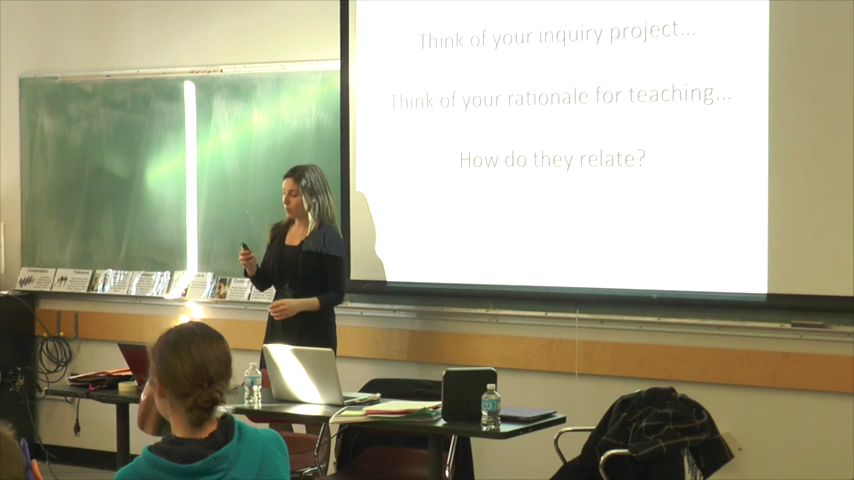 Think of your inquiry project...
Think of your rationale for teaching...
How do they relate?